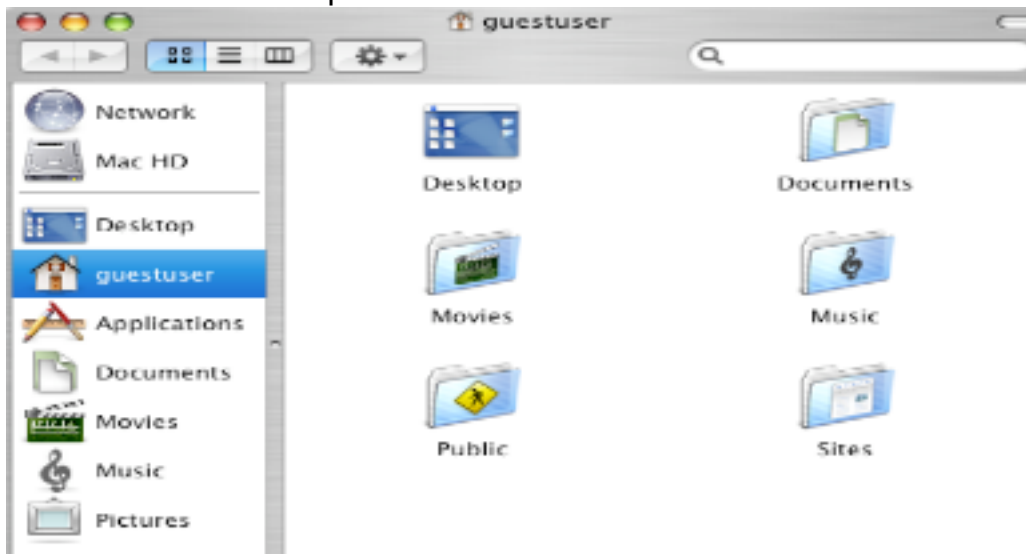 guestuser
Network
Mac HD
Desktop
guestuser
Applications
Documents
Movies
Music
Pictures
Desktop Documents
Movies Music
Public Sites